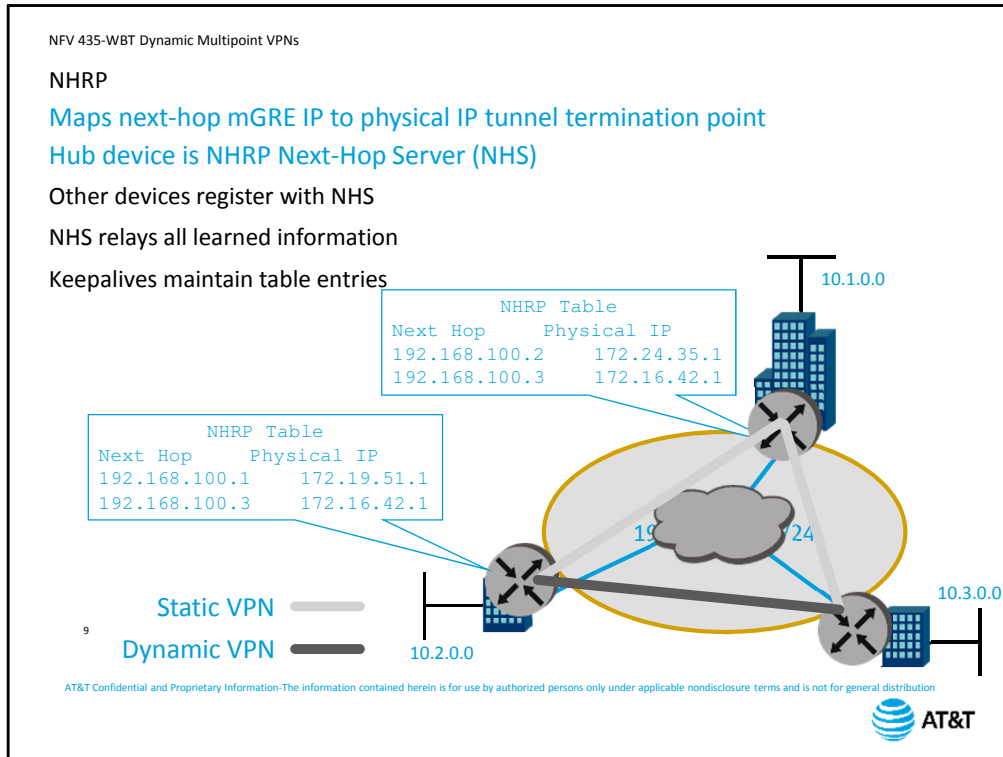 NFV 435-WBT Dynamic Multipoint VPNs
NHRP
Maps next-hop mGRE IP to physical IP tunnel termination point
Hub device is NHRP Next-Hop Server (NHS)
Other devices register with NHS
NHS relays all learned information
Keepalives maintain table entries
10.1.0.0
NHRP Table
Next Hop Physical IP
192.168.100.2 172.24.35.1
192.168.100.3 172.16.42.1
NHRP Table
Next Hop Physical IP
192.168.100.1 172.19.51.1
192.168.100.3 172.16.42.1
10.3.0.0
Static VPN
9
Dynamic VPN
10.2.0.0
AT&T Confidential and Proprietary Information-The information contained herein is for use by authorized persons only under applicable nondisclosure terms and is not for general distribution
AT&T